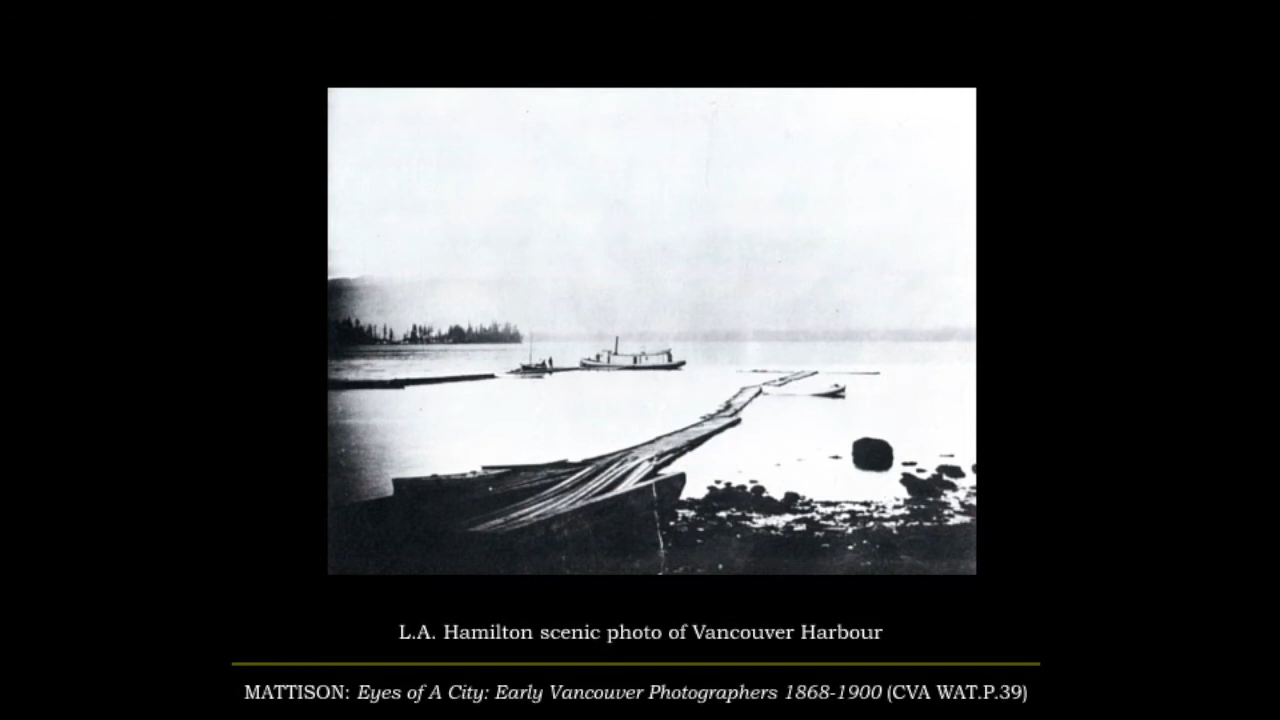 L.A. Hamilton scenic photo of Vancouver Harbour
MATTISON: Eyes of A City: Early Vancouver Photographers 1868-1900 (CVA WAT.P.39)